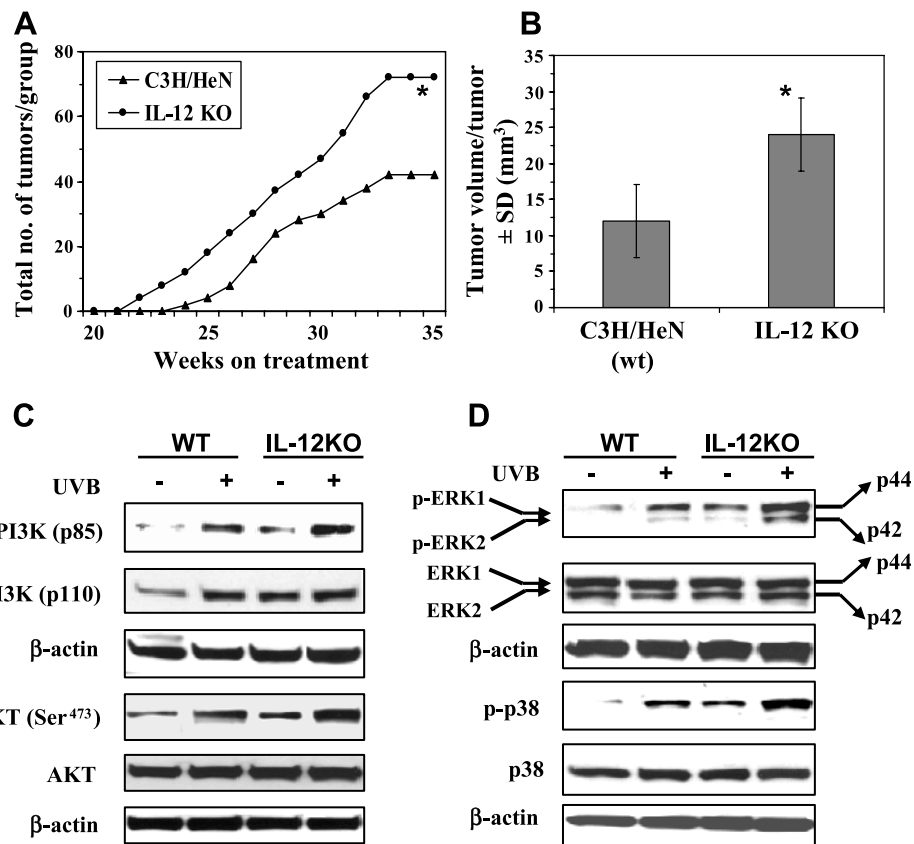 A
Total no. of tumors/group
80
60
40
20
0
C3H/HeN
IL-12 KO
*
20 25 30 35
Weeks on treatment
B
Tumor volume/tumor
± SD (mm³)
40
35
30
25
20
15
10
5
0
*
C3H/HeN
(wt)
IL-12 KO
C
WT IL-12KO
UVB - + - +
PI3K (p85)
I3K (p110)
β-actin
KT (Ser⁴⁷³)
AKT
β-actin
D
WT IL-12KO
UVB - + - +
p-ERK1
p-ERK2
p44
p42
ERK1
ERK2
p44
p42
β-actin
p-p38
p38
β-actin